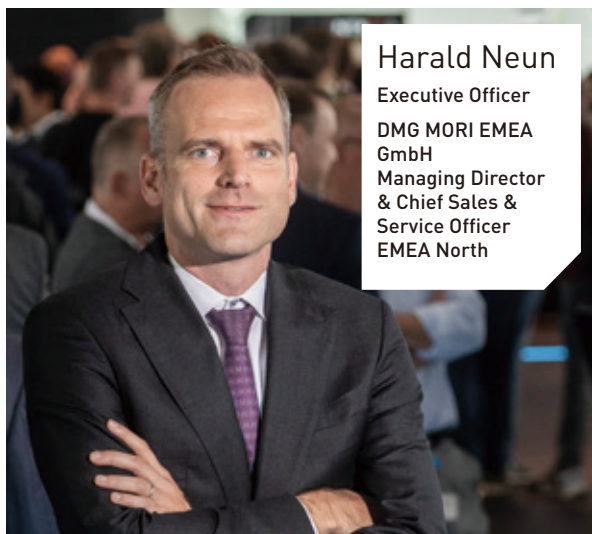 Harald Neun
Executive Officer
DMG MORI EMEA
GmbH
Managing Director
& Chief Sales &
Service Officer
EMEA North